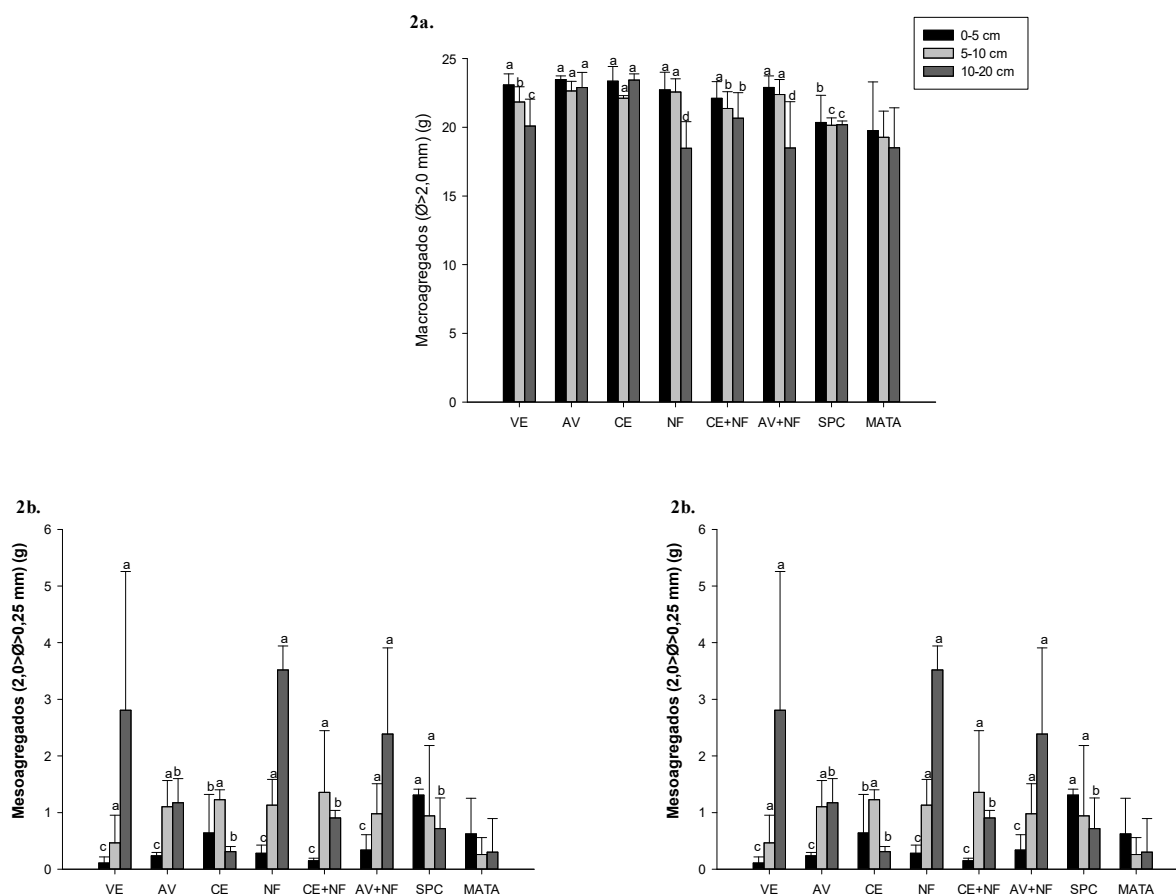 2a.
0-5 cm
5-10 cm
10-20 cm
Macroagregados (Ø>2,0 mm) (g)
25
20
15
10
5
0
a b c
a a a
a a a
a a d
a b b
a a d
b c c
VE AV CE NF CE+NF AV+NF SPC MATA
2b.
Mesoagregados (2,0>Ø>0,25 mm) (g)
6
5
4
3
2
1
0
c a a
c a b
b a b
c a a
c a b
c a a
a a b
VE AV CE NF CE+NF AV+NF SPC MATA
2b.
Mesoagregados (2,0>Ø>0,25 mm) (g)
6
5
4
3
2
1
0
c a a
c a b
b a b
c a a
c a b
c a a
a a b
VE AV CE NF CE+NF AV+NF SPC MATA